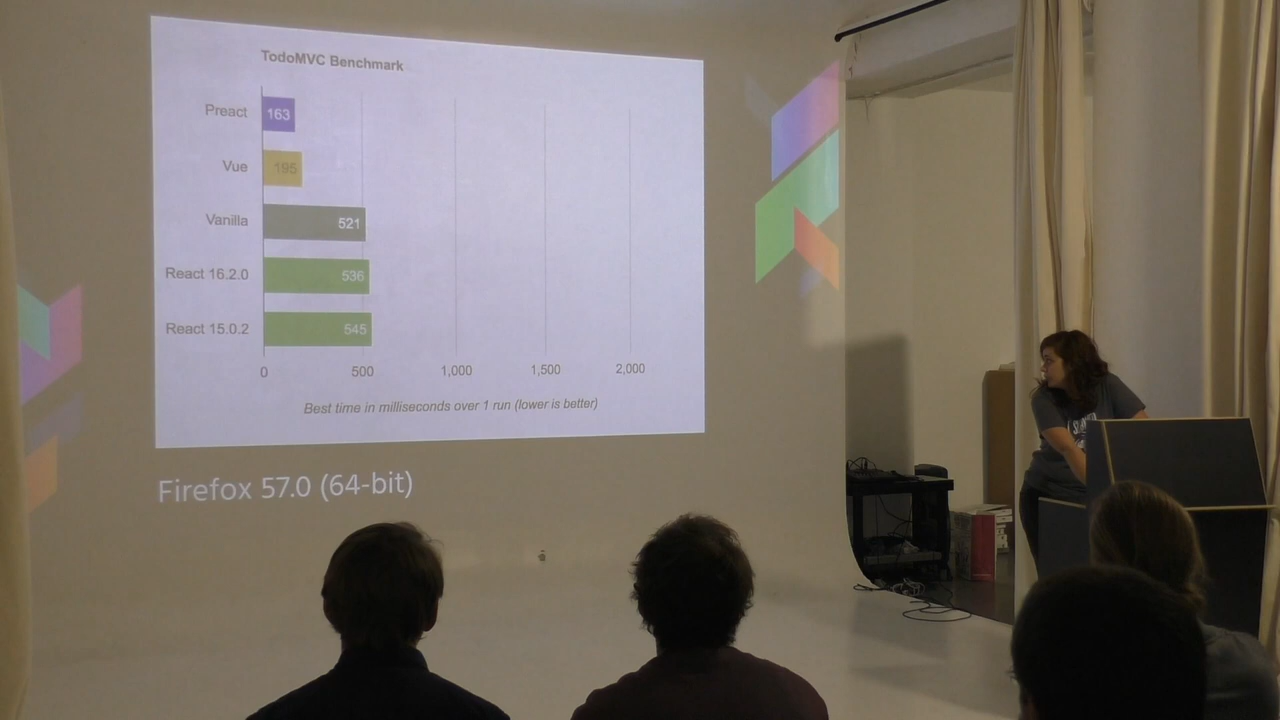 TodoMVC Benchmark
Preact 163
Vue 195
Vanilla 521
React 16.2.0 536
React 15.0.2 545
0 500 1,000 1,500 2,000
Best time in milliseconds over 1 run (lower is better)
Firefox 57.0 (64-bit)